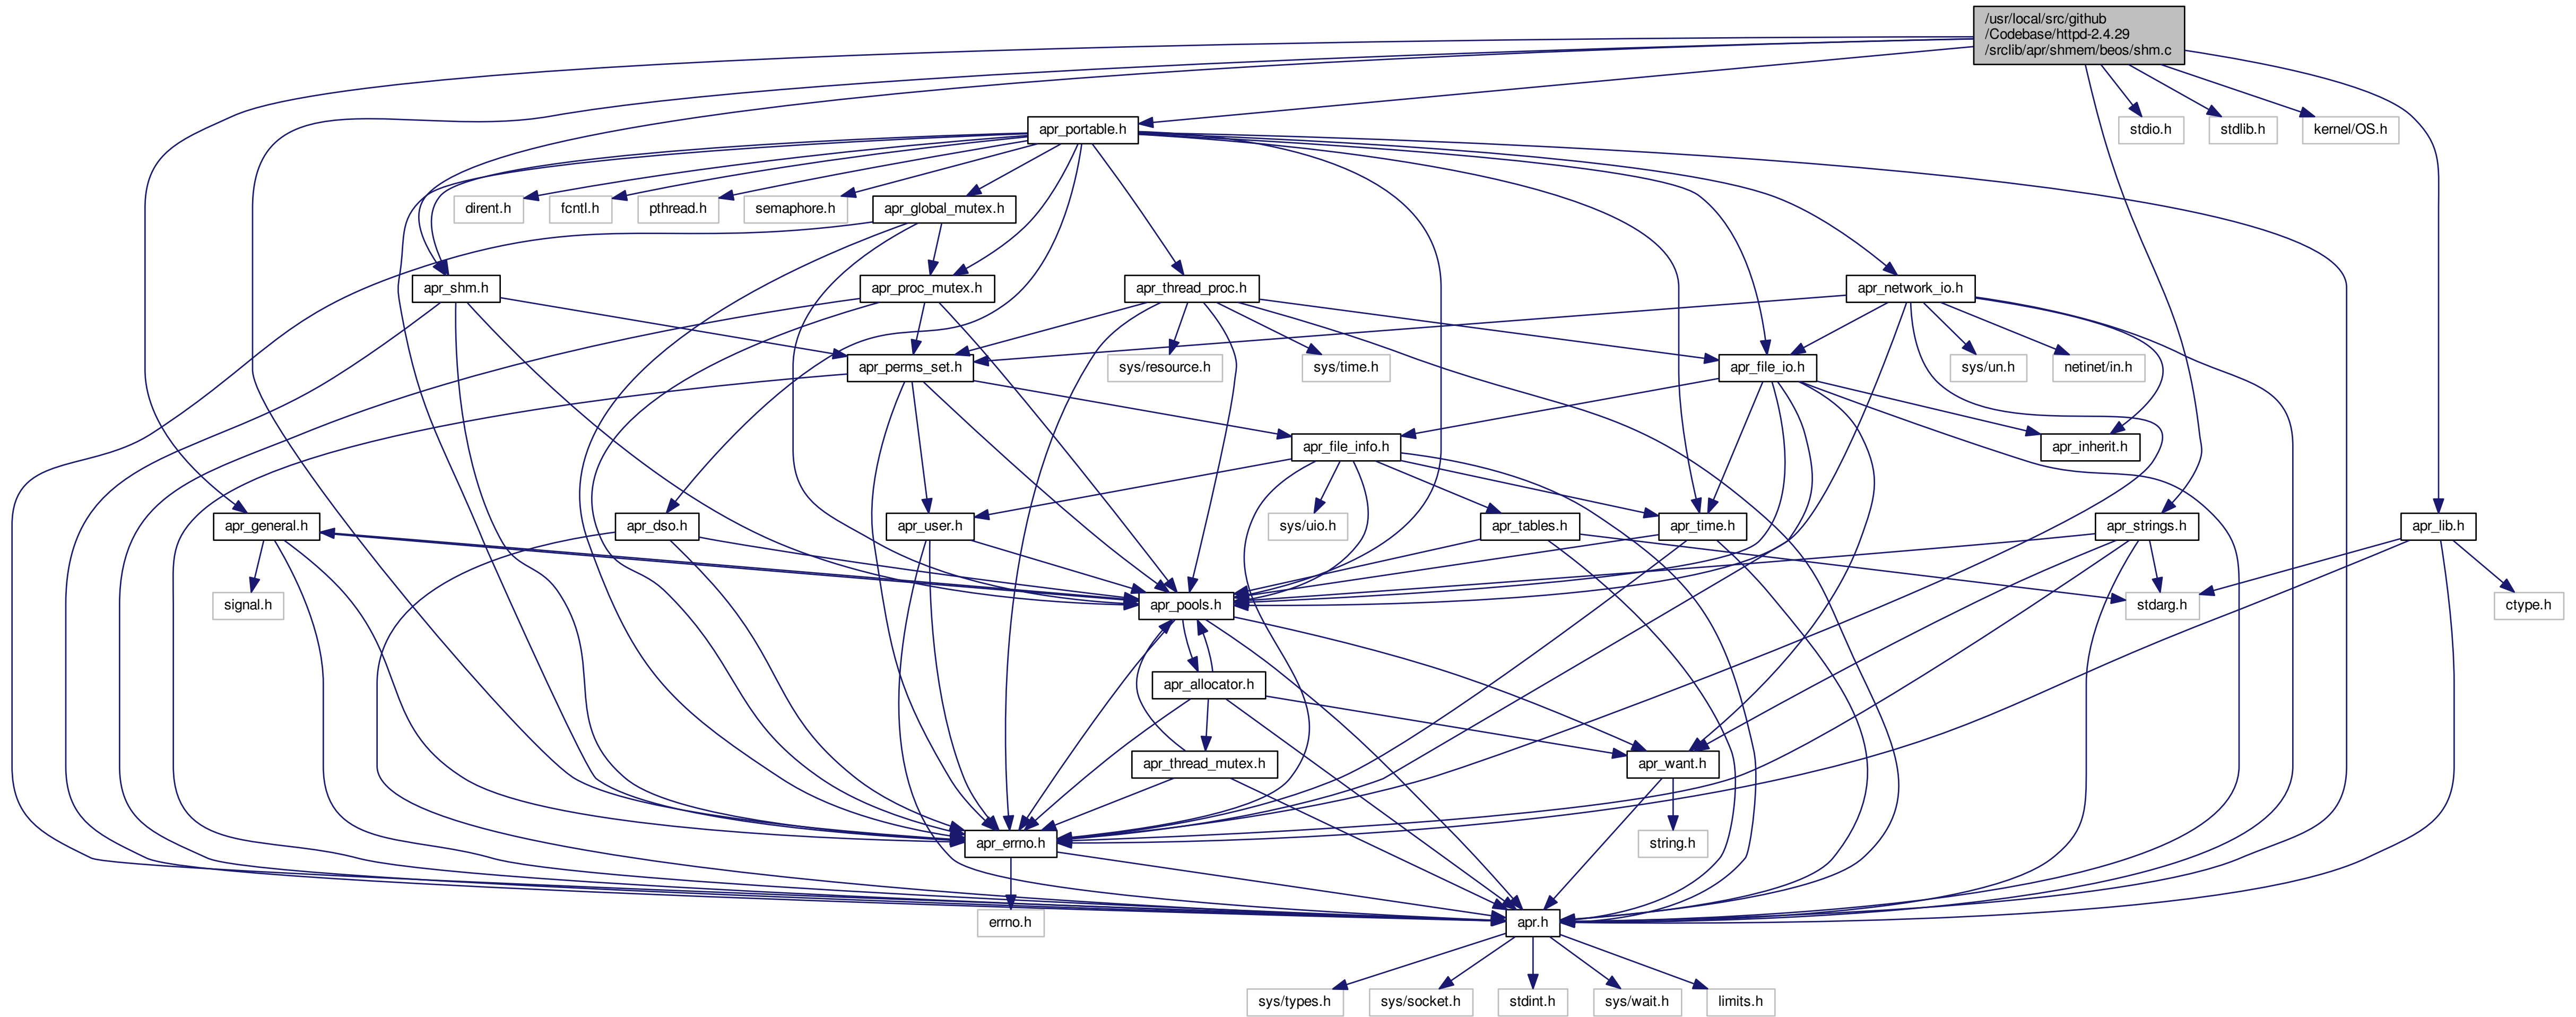 /usr/local/src/github
/Codebase/httpd-2.4.29
/srclib/apr/shmem/beos/shm.c
apr_portable.h
stdio.h
stdlib.h
kernel/OS.h
dirent.h
fcntl.h
pthread.h
semaphore.h
apr_global_mutex.h
apr_shm.h
apr_proc_mutex.h
apr_thread_proc.h
apr_network_io.h
apr_perms_set.h
sys/resource.h
sys/time.h
apr_file_io.h
sys/un.h
netinet/in.h
apr_file_info.h
apr_inherit.h
apr_general.h
apr_dso.h
apr_user.h
sys/uio.h
apr_tables.h
apr_time.h
apr_strings.h
apr_lib.h
signal.h
apr_pools.h
stdarg.h
ctype.h
apr_allocator.h
apr_thread_mutex.h
apr_want.h
apr_errno.h
string.h
errno.h
apr.h
sys/types.h
sys/socket.h
stdint.h
sys/wait.h
limits.h